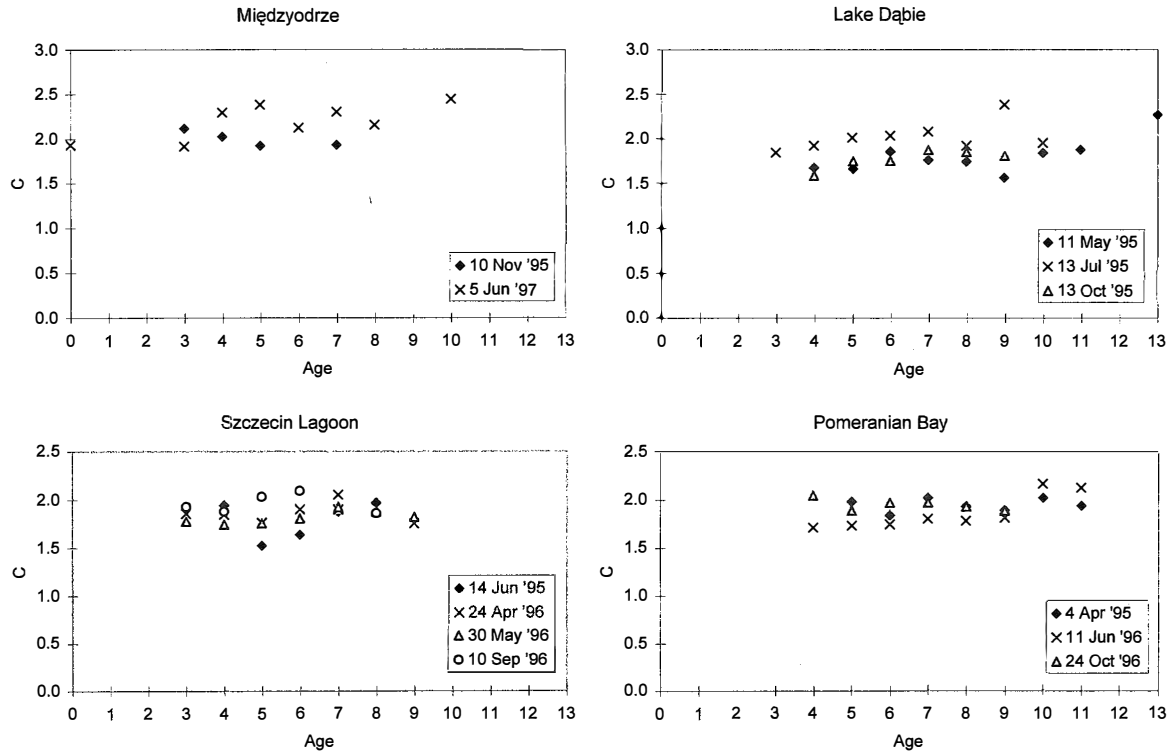 Międzyodrze
3.0
2.5
2.0
1.5
1.0
0.5
0.0
C
10 Nov '95
5 Jun '97
0 1 2 3 4 5 6 7 8 9 10 11 12 13
Age
Lake Dąbie
3.0
2.5
2.0
1.5
1.0
0.5
0.0
C
11 May '95
13 Jul '95
13 Oct '95
0 1 2 3 4 5 6 7 8 9 10 11 12 13
Age
Szczecin Lagoon
2.5
2.0
1.5
1.0
0.5
0.0
C
14 Jun '95
24 Apr '96
30 May '96
10 Sep '96
0 1 2 3 4 5 6 7 8 9 10 11 12 13
Age
Pomeranian Bay
2.5
2.0
1.5
1.0
0.5
0.0
C
4 Apr '95
11 Jun '96
24 Oct '96
0 1 2 3 4 5 6 7 8 9 10 11 12 13
Age